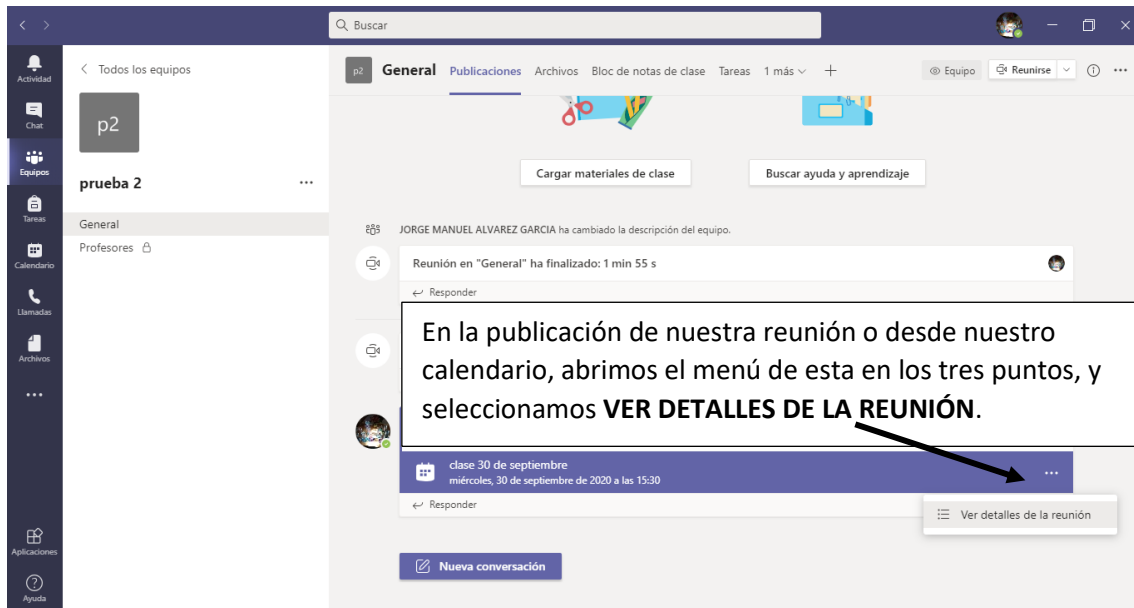 Buscar
Actividad
Chat
Equipos
Tareas
Calendario
Llamadas
Archivos
Aplicaciones
Ayuda
Todos los equipos
p2
prueba 2
General
Profesores
p2 General Publicaciones Archivos Bloc de notas de clase Tareas 1 más Equipo Reunirse
Cargar materiales de clase
Buscar ayuda y aprendizaje
JORGE MANUEL ALVAREZ GARCIA ha cambiado la descripción del equipo.
Reunión en "General" ha finalizado: 1 min 55 s
Responder
En la publicación de nuestra reunión o desde nuestro
calendario, abrimos el menú de esta en los tres puntos, y
seleccionamos VER DETALLES DE LA REUNIÓN.
clase 30 de septiembre
miércoles, 30 de septiembre de 2020 a las 15:30
Responder
Ver detalles de la reunión
Nueva conversación